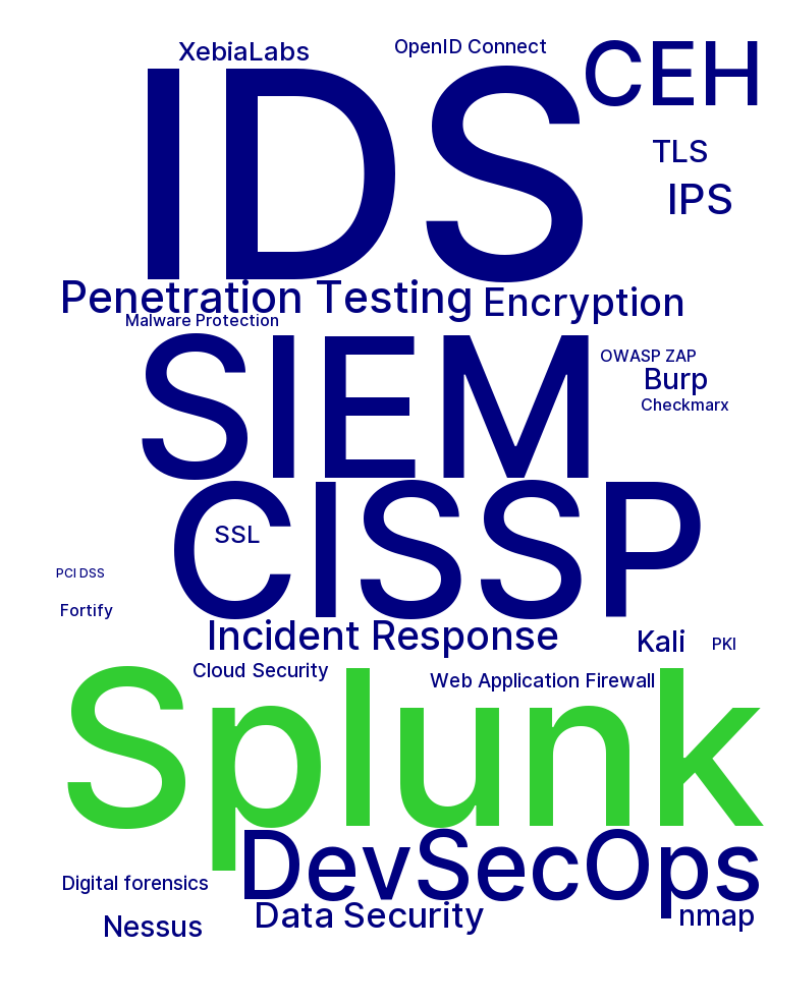 XebiaLabs
OpenID Connect
CEH
IDS
TLS
IPS
Penetration Testing
Encryption
Malware Protection
SIEM
OWASP ZAP
Burp
Checkmarx
CISSP
SSL
PCI DSS
Fortify
Incident Response
Kali
PKI
Cloud Security
Web Application Firewall
Splunk
DevSecOps
Digital forensics
Data Security
nmap
Nessus